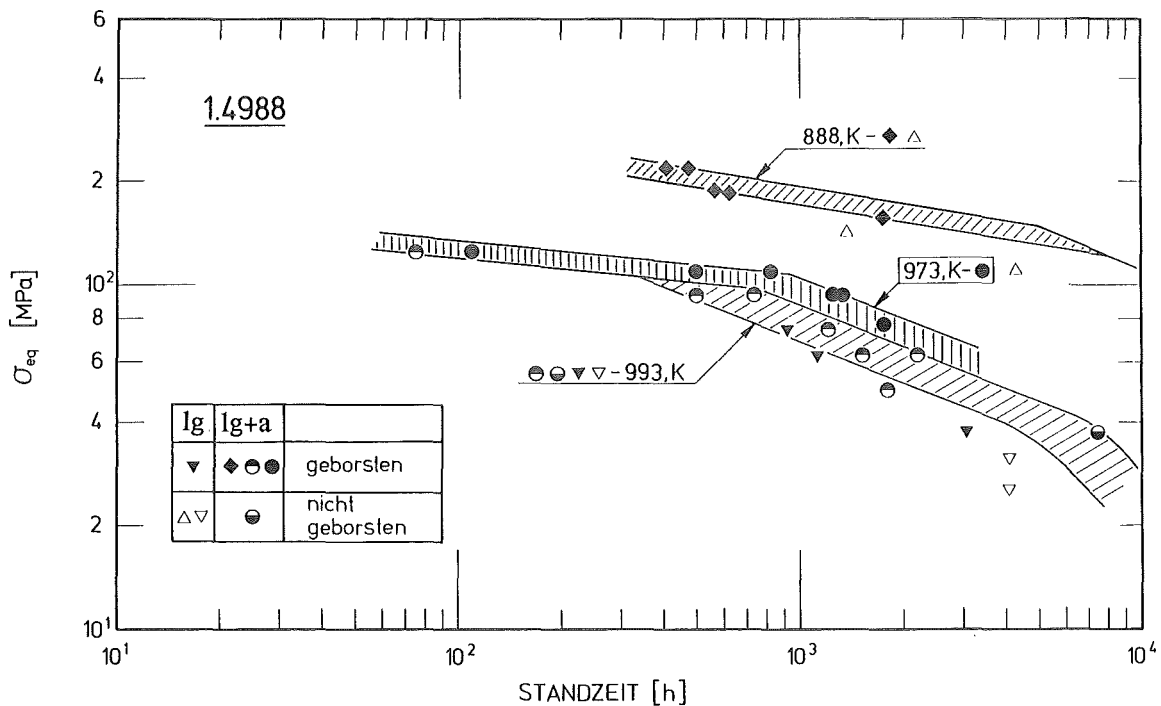 6
4
1.4988
888,K - ◆ △
2
10²
973,K - ●
8
6
993,K
4
2
10¹
σeq [MPa]
lg lg+a
geborsten
nicht
geborsten
10¹ 10² 10³ 10⁴
STANDZEIT [h]